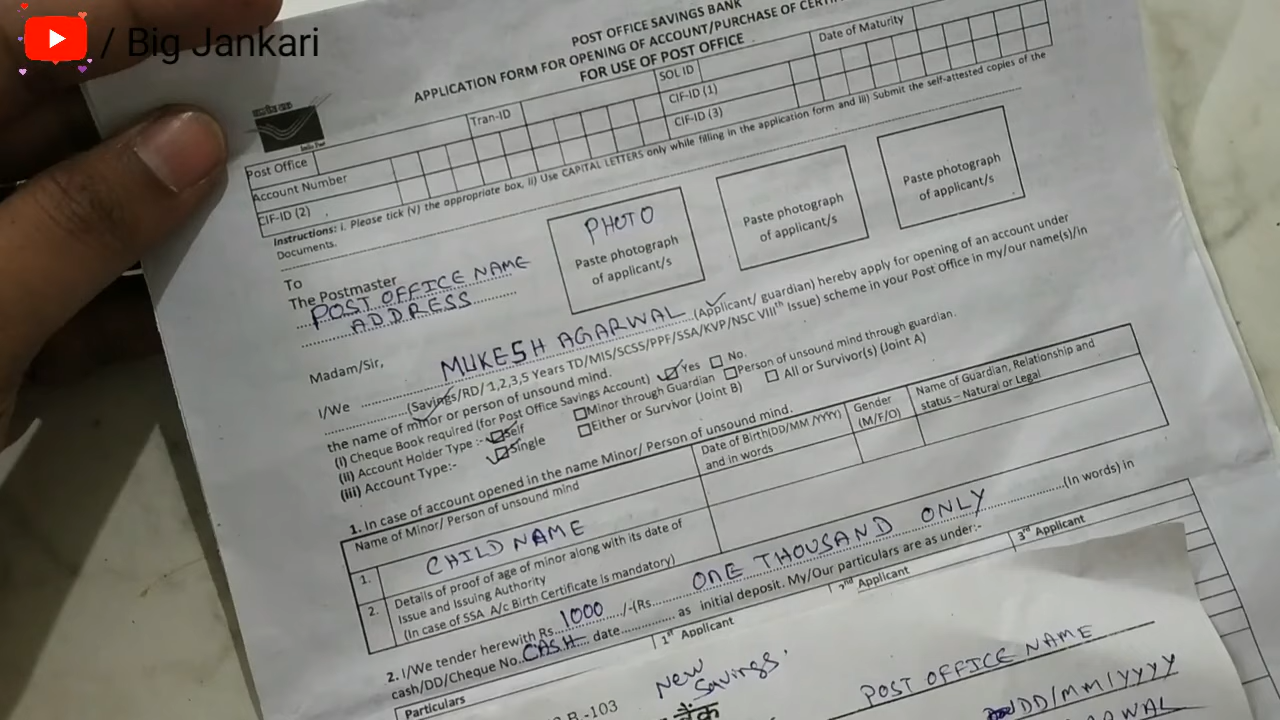 / Big Jankari
POST OFFICE SAVINGS BANK
APPLICATION FORM FOR OPENING OF ACCOUNT/PURCHASE OF
FOR USE OF POST OFFICE
Post Office
Tran-ID
SOL ID
Date of Maturity
Account Number
CIF-ID (1)
CIF-ID (2)
CIF-ID (3)
Instructions: i. Please tick (√) the appropriate box, ii) Use CAPITAL LETTERS only while filling in the application form and iii) Submit the self-attested copies of the
Documents.
PHOTO
Paste photograph
of applicant/s
Paste photograph
of applicant/s
Paste photograph
of applicant/s
To
The Postmaster
POST OFFICE NAME
ADDRESS
Madam/Sir,
I/We MUKESH AGARWAL (Applicant/ guardian) hereby apply for opening of an account under
(Savings/RD/ 1,2,3,5 Years TD/MIS/SCSS/PPF/SSA/KVP/NSC VIIIth Issue) scheme in your Post Office in my/our name(s)/in
the name of minor or person of unsound mind.
(I) Cheque Book required (for Post Office Savings Account) Yes No.
(ii) Account Holder Type :- Self Minor through Guardian Person of unsound mind through guardian.
(iii) Account Type:- Single Either or Survivor (Joint B) All or Survivor(s) (Joint A)
1. In case of account opened in the name Minor/ Person of unsound mind.
Name of Minor/ Person of unsound mind
Date of Birth(DD/MM /YYYY)
and in words
Gender
(M/F/O)
Name of Guardian, Relationship and
status – Natural or Legal
1. CHILD NAME
2. Details of proof of age of minor along with its date of
Issue and Issuing Authority
(In case of SSA A/c Birth Certificate is mandatory)
2. I/We tender herewith Rs 1000 /-(Rs ONE THOUSAND ONLY (In words) in
cash/DD/Cheque No. CASH date as initial deposit. My/Our particulars are as under:-
Particulars
1st Applicant
2nd Applicant
3rd Applicant
New
Savings.
-103
बैंक
POST OFFICE NAME
DD/MM/YYYY